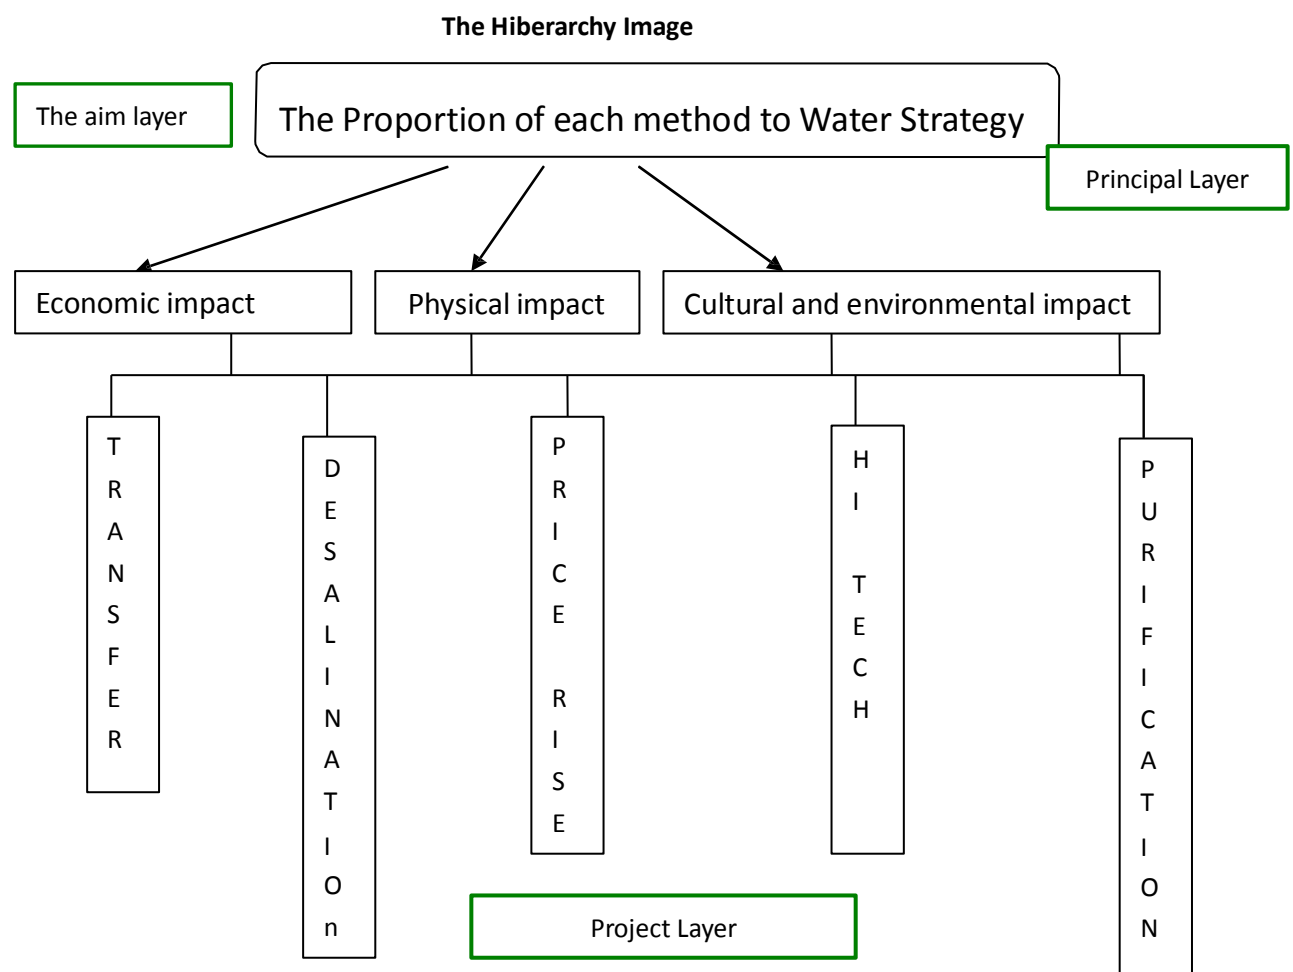 The Hiberarchy Image
The aim layer
The Proportion of each method to Water Strategy
Principal Layer
Economic impact
Physical impact
Cultural and environmental impact
T
R
A
N
S
F
E
R
D
E
S
A
L
I
N
A
T
I
O
n
P
R
I
C
E
R
I
S
E
H
I
T
E
C
H
P
U
R
I
F
I
C
A
T
I
O
N
Project Layer